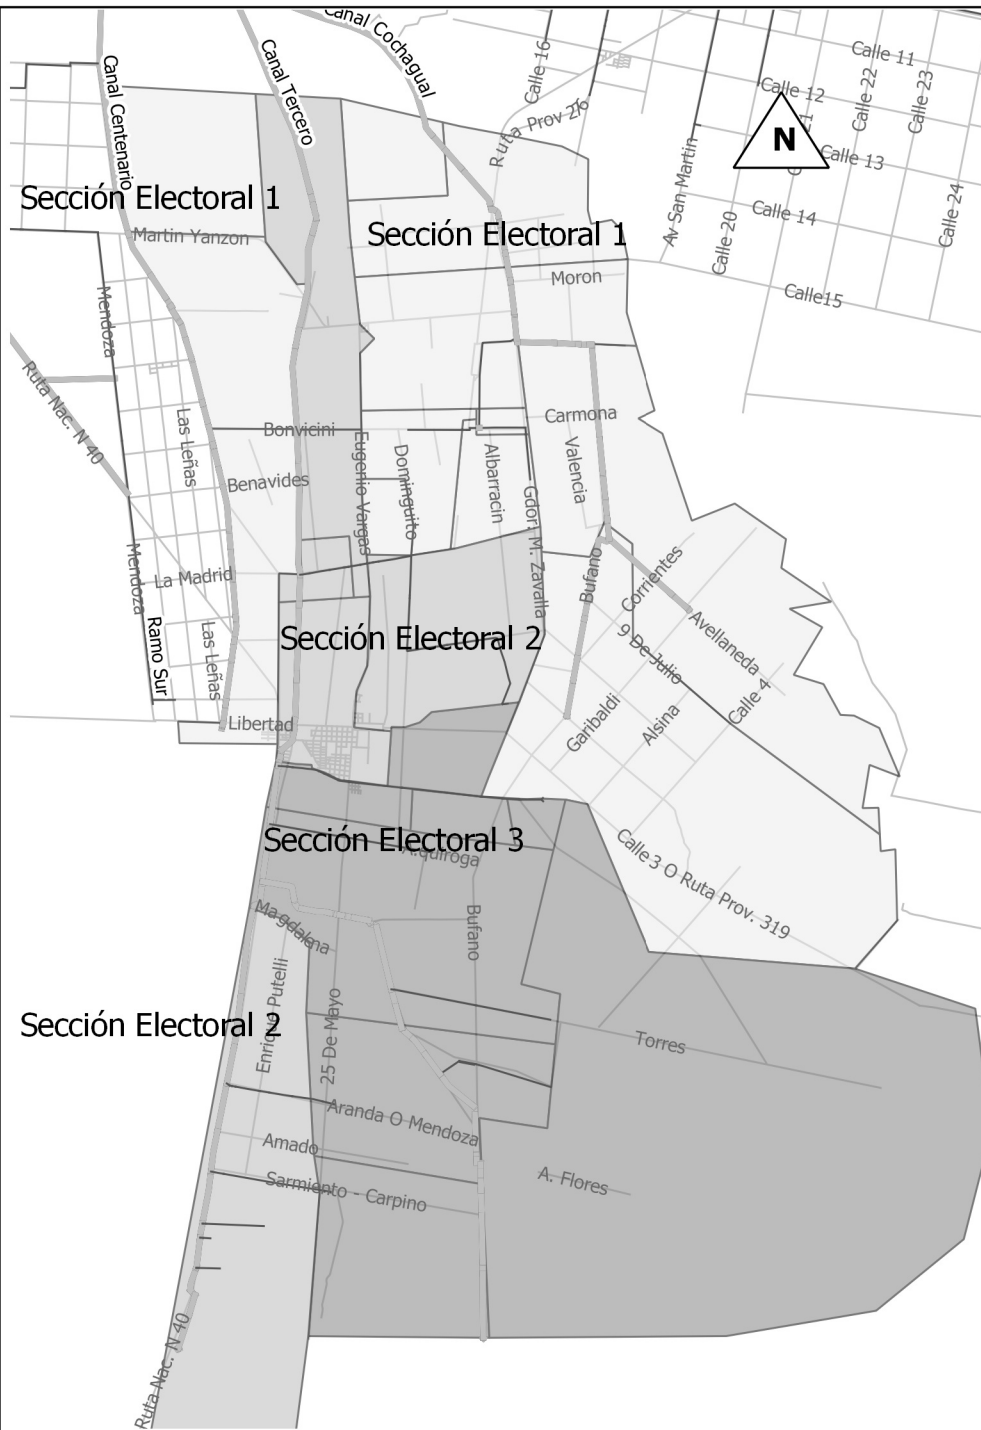 Canal Cochagual
Calle 16
Calle 11
Canal Tercero
Canal Centenario
Calle 12
Calle 22
Calle 23
Ruta Prov 26
21
N
Calle 13
Av San Martin
Sección Electoral 1
Calle 14
Calle 24
Calle 20
Martin Yanzon
Sección Electoral 1
Moron
Calle15
Mendoza
Ruta Nac. N 40
Las Leñas
Bonvicini
Carmona
Eugenio Vargas
Dominguito
Albarracin
Valencia
Benavides
Gdor. M. Zavalla
Mendoza
La Madrid
Bufano
Corrientes
Ramo Sur
Las Leñas
Sección Electoral 2
9 De Julio
Avellaneda
Calle 4
Libertad
Garibaldi
Alsina
Sección Electoral 3
A.Quiroga
Calle 3 O Ruta Prov. 319
Magdalena
Bufano
Enrique Putelli
25 De Mayo
Sección Electoral 2
Torres
Aranda O Mendoza
Amado
Sarmiento - Carpino
A. Flores
Ruta Nac. N 40